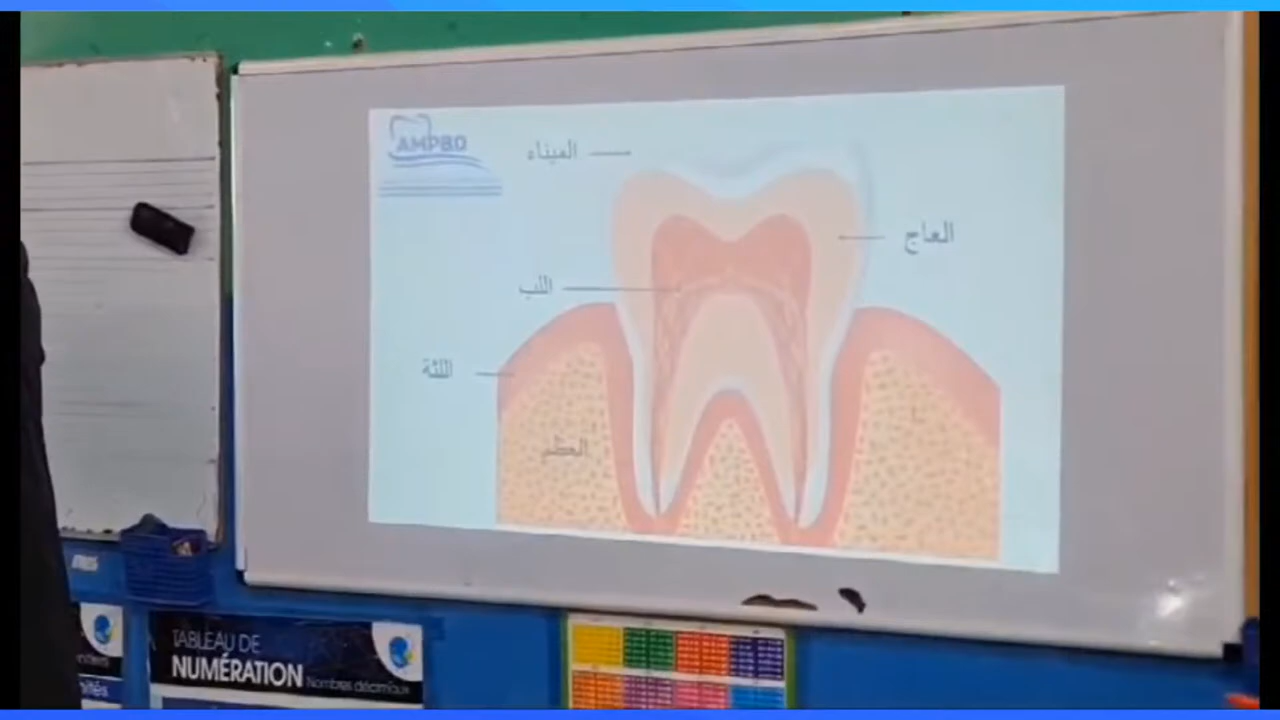 AMPBD
الميناء
العاج
اللب
اللثة
العظم
TABLEAU DE
NUMÉRATION
Nombres décimaux